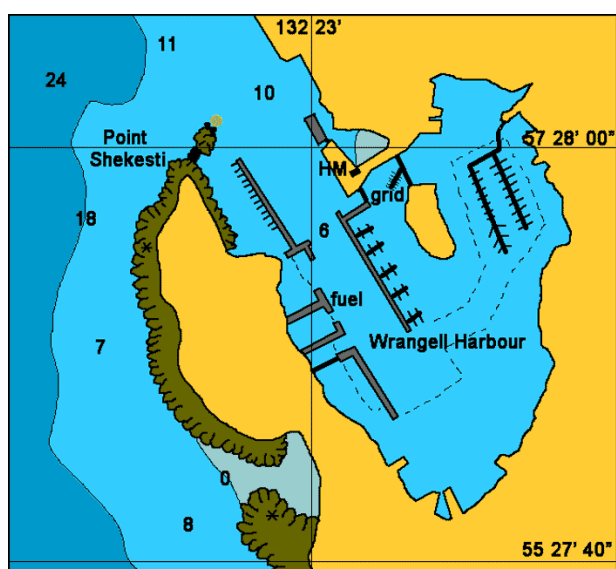 132 23'
11
24
10
Point
Shekesti
57 28' 00"
HM
grid
18
6
fuel
Wrangell Harbour
7
0
8
55 27' 40"